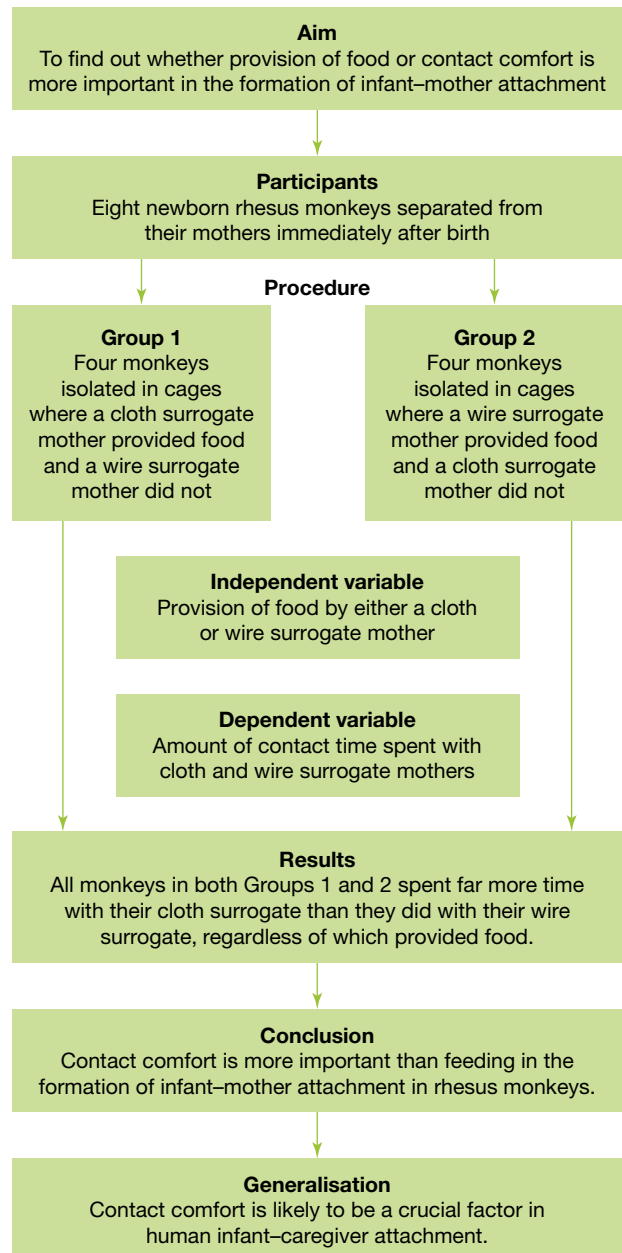 Aim
To find out whether provision of food or contact comfort is
more important in the formation of infant–mother attachment
Participants
Eight newborn rhesus monkeys separated from
their mothers immediately after birth
Procedure
Group 1
Four monkeys
isolated in cages
where a cloth surrogate
mother provided food
and a wire surrogate
mother did not
Group 2
Four monkeys
isolated in cages
where a wire surrogate
mother provided food
and a cloth surrogate
mother did not
Independent variable
Provision of food by either a cloth
or wire surrogate mother
Dependent variable
Amount of contact time spent with
cloth and wire surrogate mothers
Results
All monkeys in both Groups 1 and 2 spent far more time
with their cloth surrogate than they did with their wire
surrogate, regardless of which provided food.
Conclusion
Contact comfort is more important than feeding in the
formation of infant–mother attachment in rhesus monkeys.
Generalisation
Contact comfort is likely to be a crucial factor in
human infant–caregiver attachment.